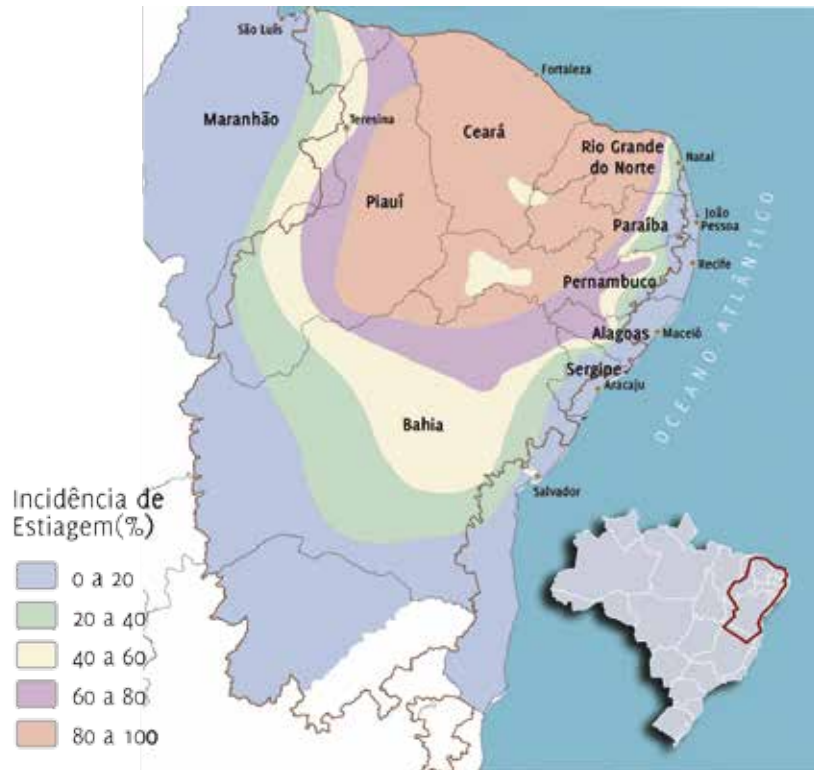 São Luís
Fortaleza
Maranhão
Teresina
Ceará
Rio Grande
do Norte
Natal
Piauí
Paraíba
João
Pessoa
Recife
Pernambuco
Alagoas
Maceió
Sergipe
Aracaju
OCEANO ATLÂNTICO
Bahia
Salvador
Incidência de
Estiagem(%)
0 a 20
20 a 40
40 a 60
60 a 80
80 a 100